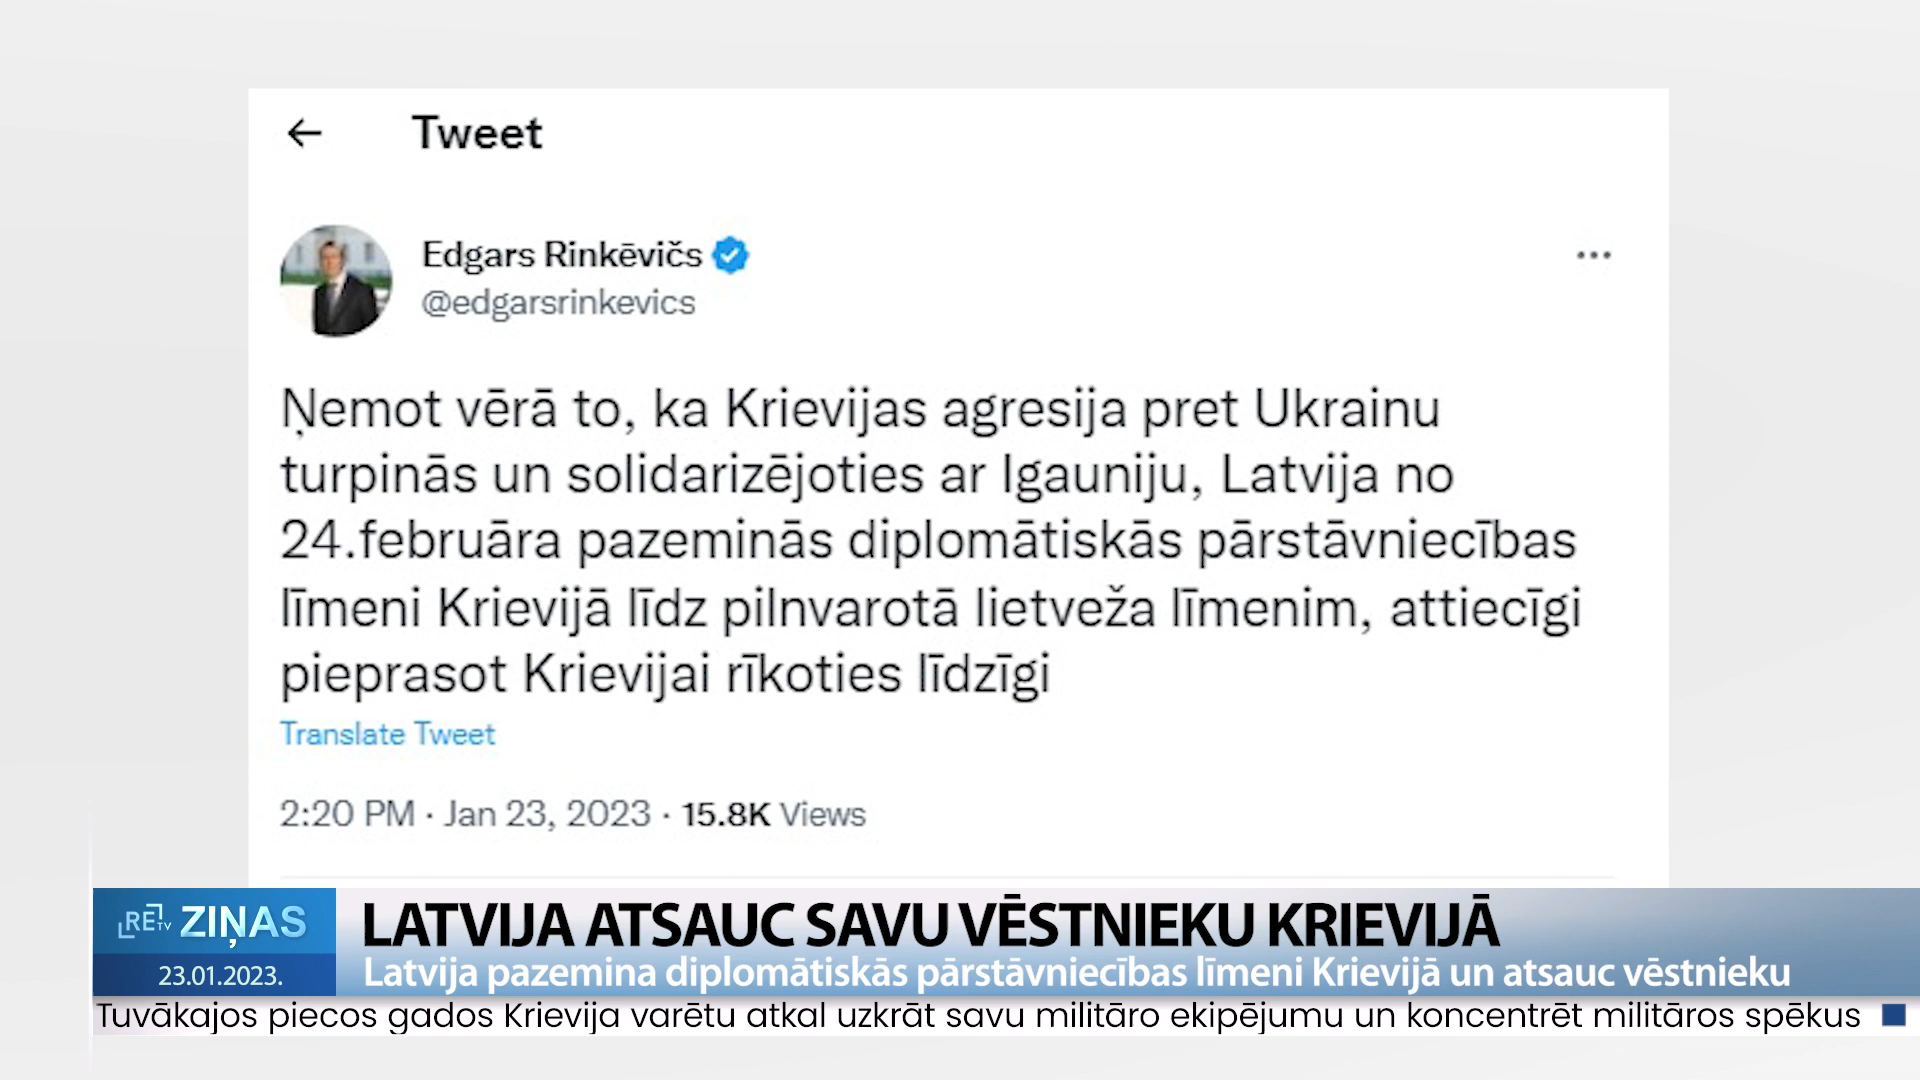 Tweet
Edgars Rinkēvičs
@edgarsrinkevics
Ņemot vērā to, ka Krievijas agresija pret Ukrainu
turpinās un solidarizējoties ar Igauniju, Latvija no
24.februāra pazeminās diplomātiskās pārstāvniecības
līmeni Krievijā līdz pilnvarotā lietveža līmenim, attiecīgi
pieprasot Krievijai rīkoties līdzīgi
Translate Tweet
2:20 PM · Jan 23, 2023 · 15.8K Views
RE TV ZIŅAS
LATVIJA ATSAUC SAVU VĒSTNIEKU KRIEVIJĀ
23.01.2023.
Latvija pazemina diplomātiskās pārstāvniecības līmeni Krievijā un atsauc vēstnieku
Tuvākajos piecos gados Krievija varētu atkal uzkrāt savu militāro ekipējumu un koncentrēt militāros spēkus